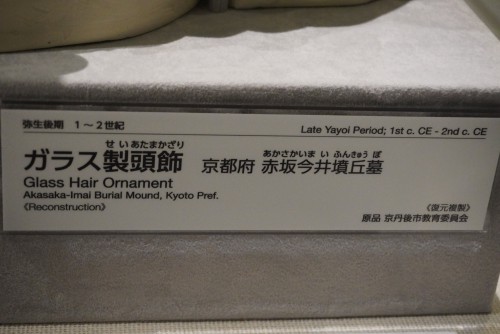 弥生後期 1~2世紀
Late Yayoi Period; 1st c. CE - 2nd c. CE
せいあたまかざり
ガラス製頭飾
あかさかいまいふんきゅうぼ
京都府 赤坂今井墳丘墓
Glass Hair Ornament
Akasaka-Imai Burial Mound, Kyoto Pref.
《Reconstruction》
《復元複製》
原品 京丹後市教育委員会